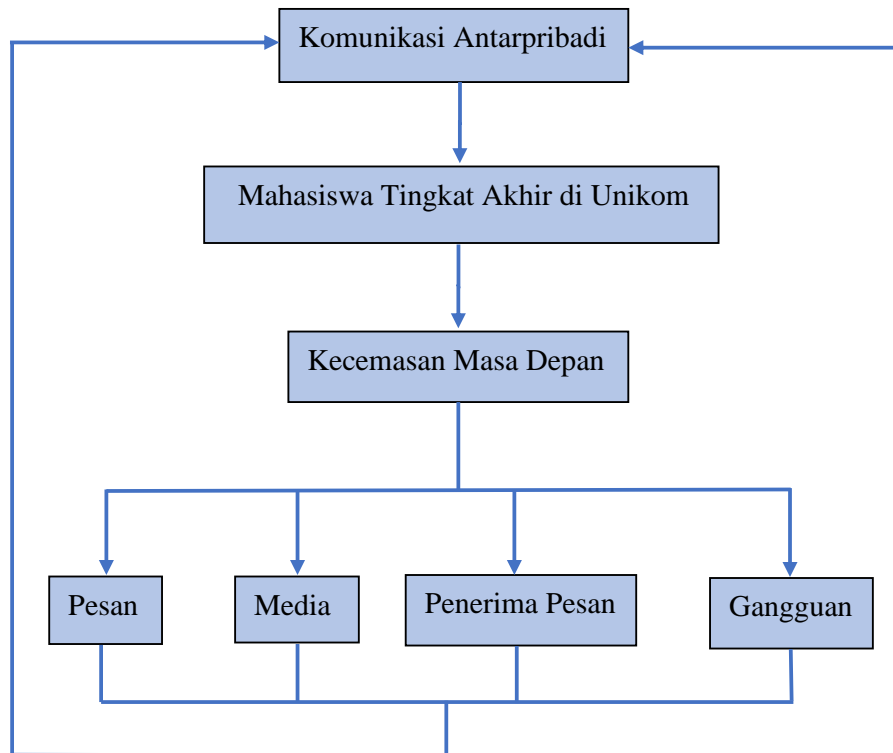 Komunikasi Antarpribadi
Mahasiswa Tingkat Akhir di Unikom
Kecemasan Masa Depan
Pesan
Media
Penerima Pesan
Gangguan